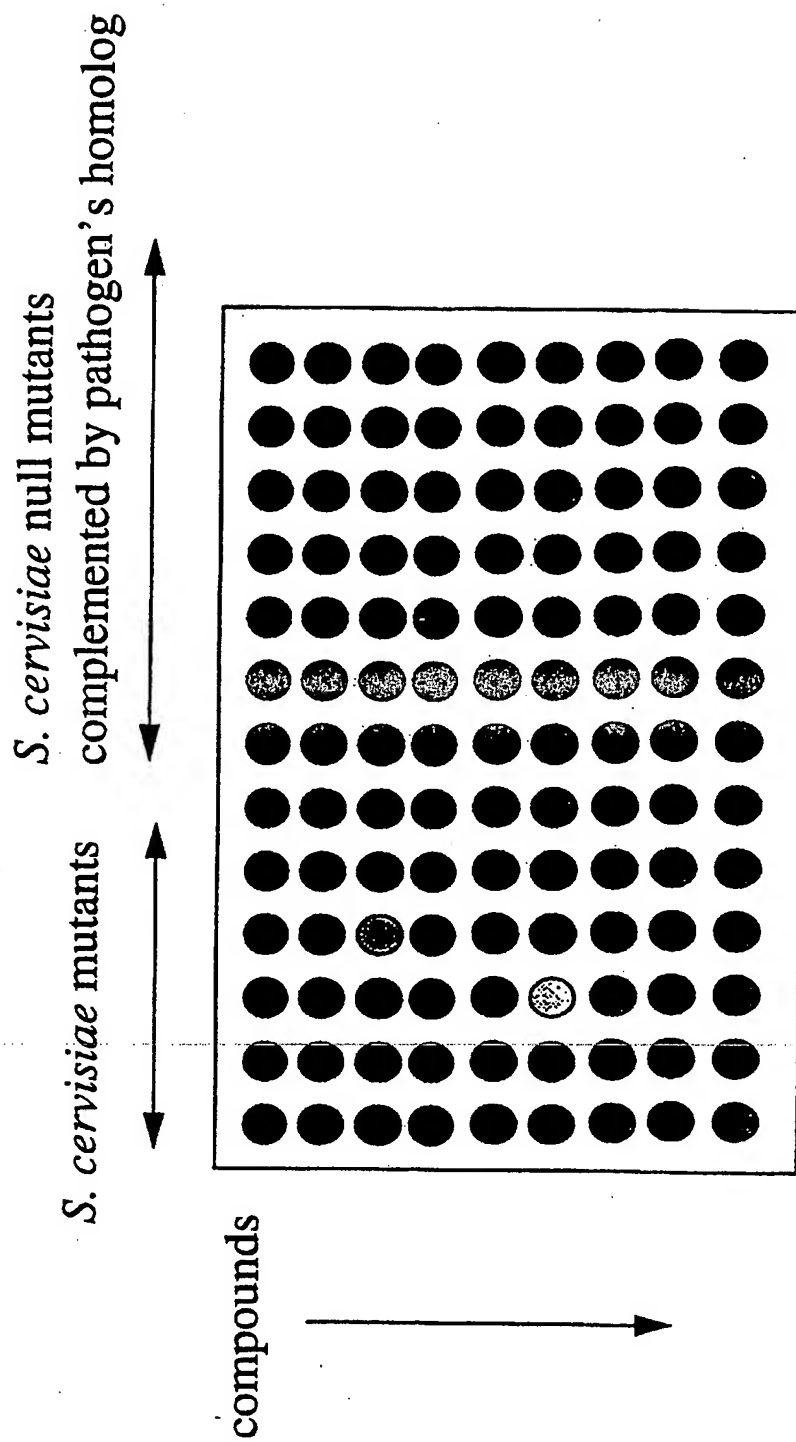 S. cervisiae null mutants
complemented by pathogen's homolog
S. cervisiae mutants
compounds